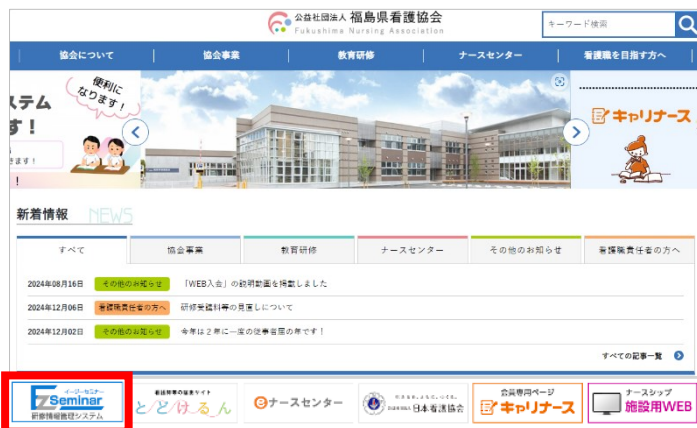 公益社団法人 福島県看護協会
Fukushima Nursing Association
キーワード検索
協会について
協会事業
教育研修
ナースセンター
看護職を目指す方へ
ステム
す！
きます！
！
便利に
なります！
キャリナース
新着情報 NEWS
すべて
協会事業
教育研修
ナースセンター
その他のお知らせ
看護職責任者の方へ
2024年08月16日 その他のお知らせ 「WEB入会」の説明動画を掲載しました
2024年12月06日 看護職責任者の方へ 研修受講料等の見直しについて
2024年12月02日 その他のお知らせ 今年は2年に一度の従事者届の年です！
すべての記事一覧
イージーセミナー
EZSeminar
研修情報管理システム
とどけるん
eナースセンター
日本看護協会
会員専用ページ
キャリナース
ナースシップ
施設用WEB